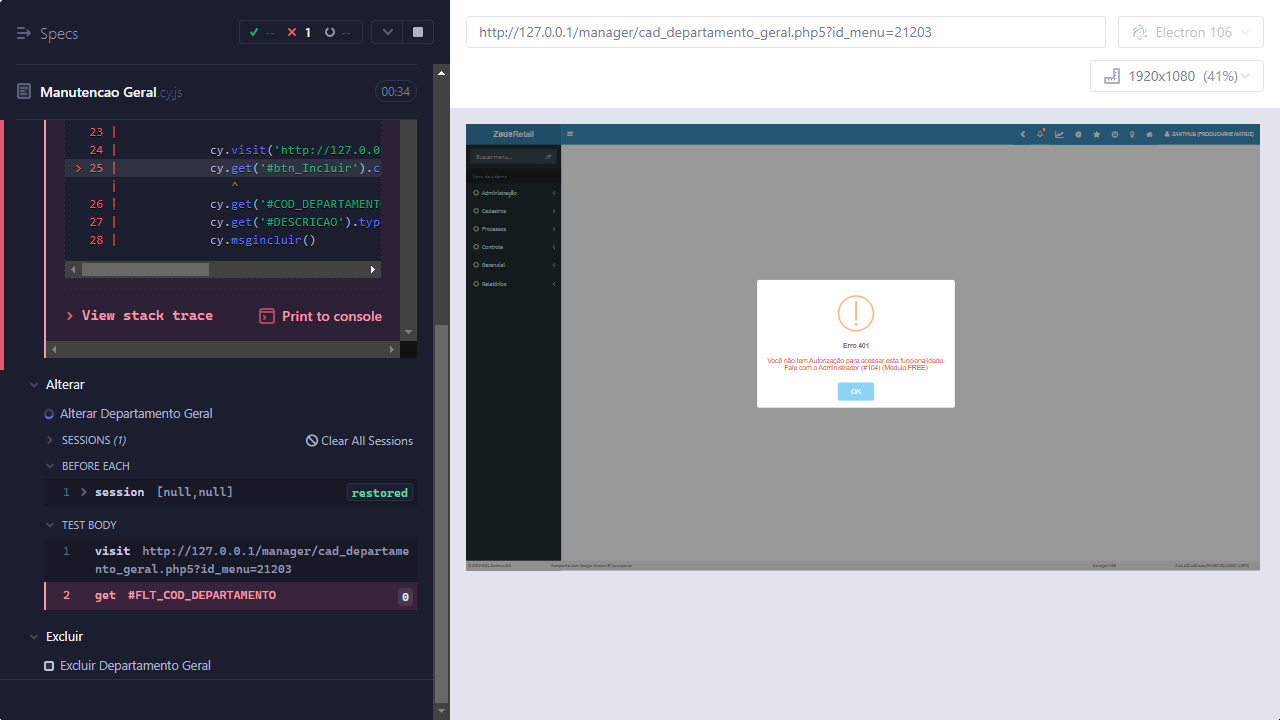 Specs
-- 1 --
Manutencao Geral.cy.js
00:34
23 |
24 | cy.visit('http://127.0.0
> 25 | cy.get('#btn_Incluir').c
| ^
26 | cy.get('#COD_DEPARTAMENTO
27 | cy.get('#DESCRICAO').typ
28 | cy.msgincluir()
View stack trace
Print to console
Alterar
Alterar Departamento Geral
SESSIONS (1)
Clear All Sessions
BEFORE EACH
1 session [null,null] restored
TEST BODY
1 visit http://127.0.0.1/manager/cad_departame
nto_geral.php5?id_menu=21203
2 get #FLT_COD_DEPARTAMENTO 0
Excluir
Excluir Departamento Geral
http://127.0.0.1/manager/cad_departamento_geral.php5?id_menu=21203
Electron 106
1920x1080 (41%)
ZeusRetail
ZANTHUS (PRODUCARNE MATRIZ)
Buscar menu...
Administração
Cadastros
Processos
Controle
Gerencial
Relatórios
Erro 401
Você não tem Autorização para acessar esta funcionalidade.
Fale com o Administrador (#104) (Módulo:FREE)
OK